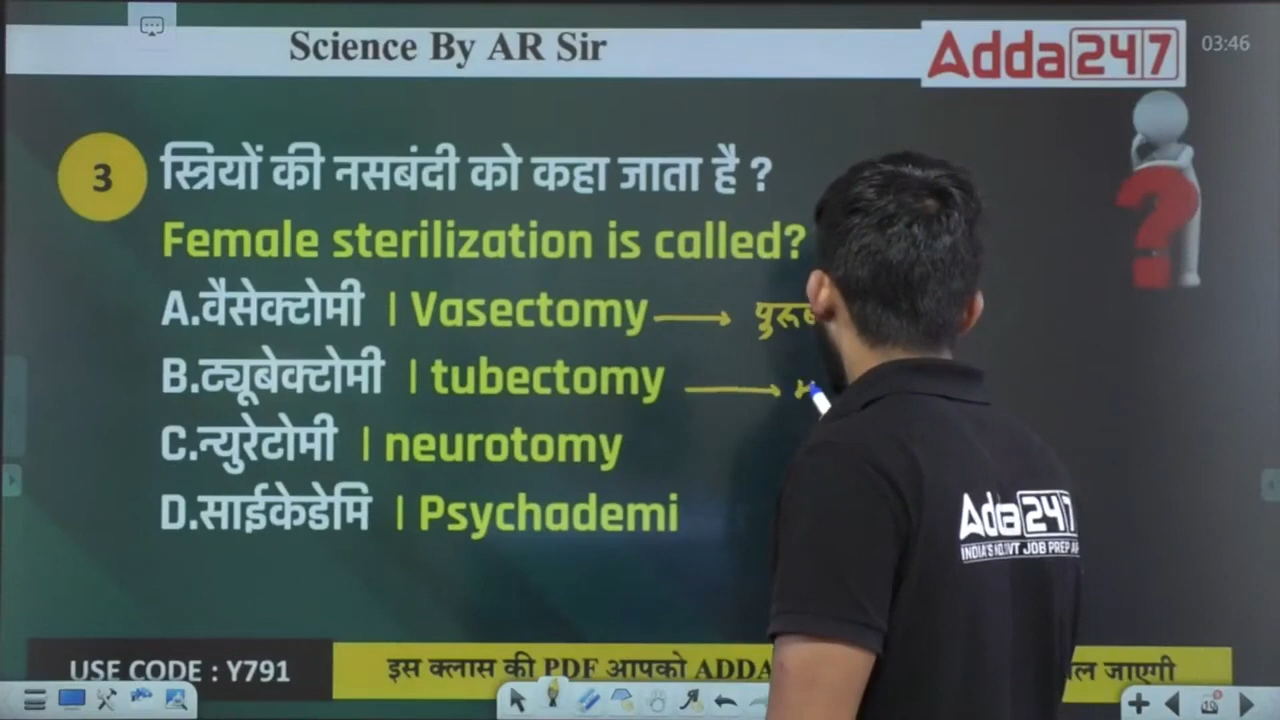 Science By AR Sir
Adda247
03:46
3
स्त्रियों की नसबंदी को कहा जाता है ?
Female sterilization is called?
A.वैसेक्टोमी | Vasectomy
B.ट्यूबेक्टोमी | tubectomy
C.न्युरेटोमी | neurotomy
D.साईकेडेमि | Psychademi
Adda247
USE CODE : Y791
इस क्लास की PDF आपको ADDA
जाएगी